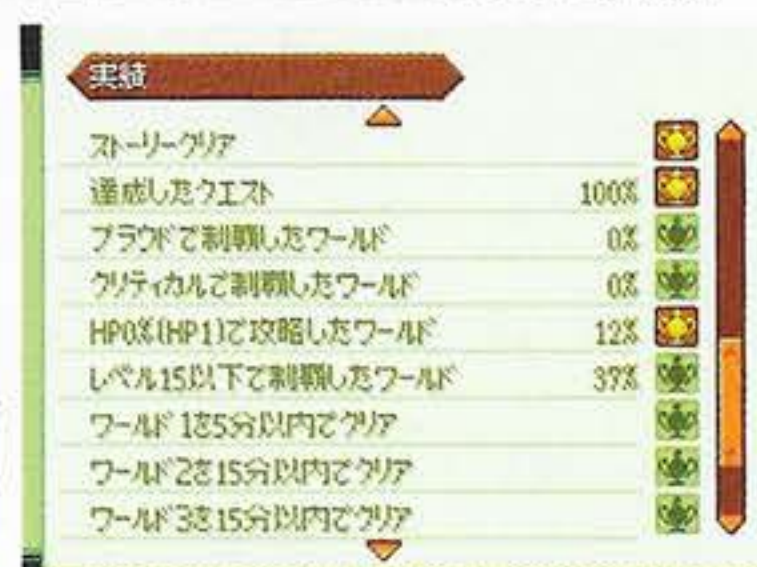 実績
ストーリークリア
達成したクエスト 100%
プラウドで制覇したワールド 0%
クリティカルで制覇したワールド 0%
HP0%(HP1)で攻略したワールド 12%
レベル15以下で制覇したワールド 37%
ワールド1を5分以内でクリア
ワールド2を15分以内でクリア
ワールド3を15分以内でクリア